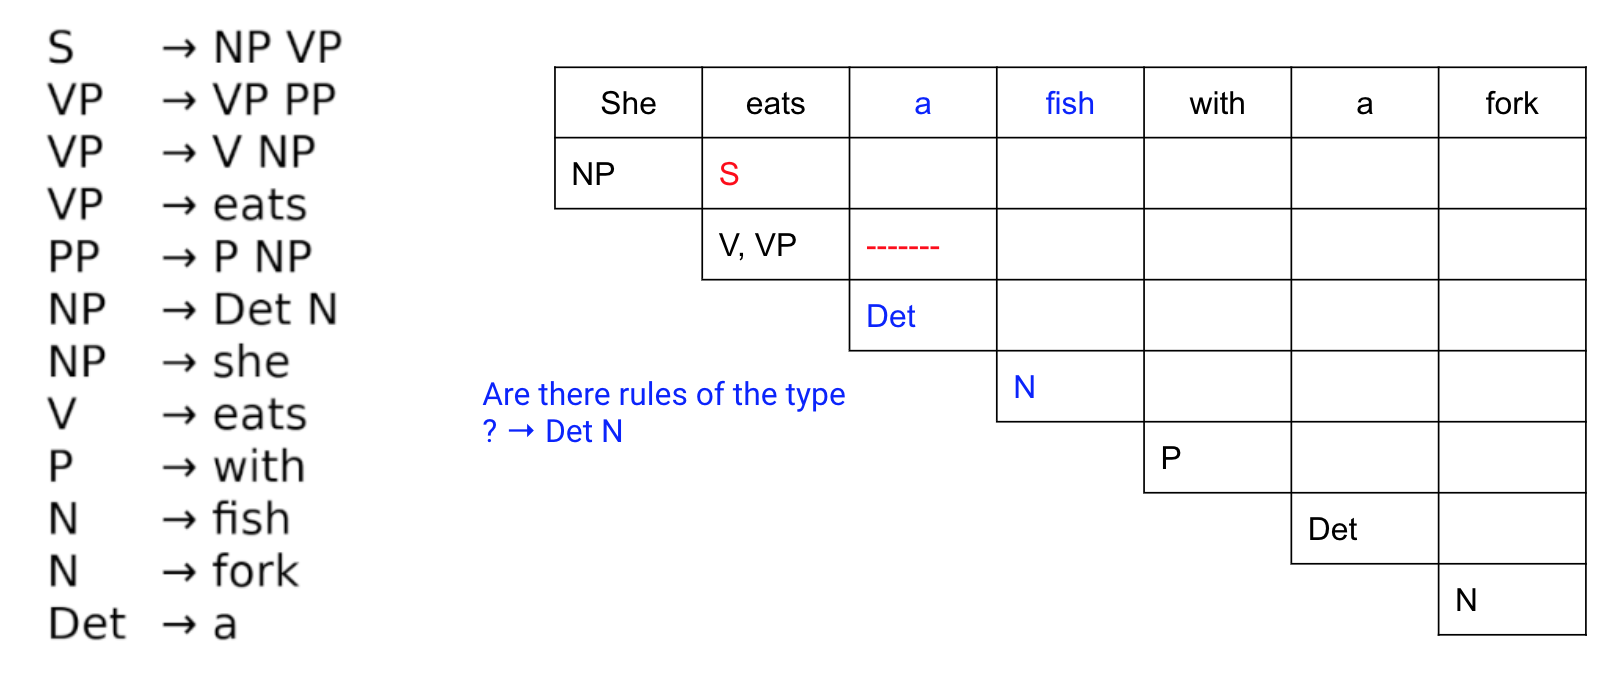 S → NP VP
VP → VP PP
VP → V NP
VP → eats
PP → P NP
NP → Det N
NP → she
V → eats
P → with
N → fish
N → fork
Det → a
She eats a fish with a fork
NP S
V, VP -------
Det
N
P
Det
N
Are there rules of the type
? → Det N